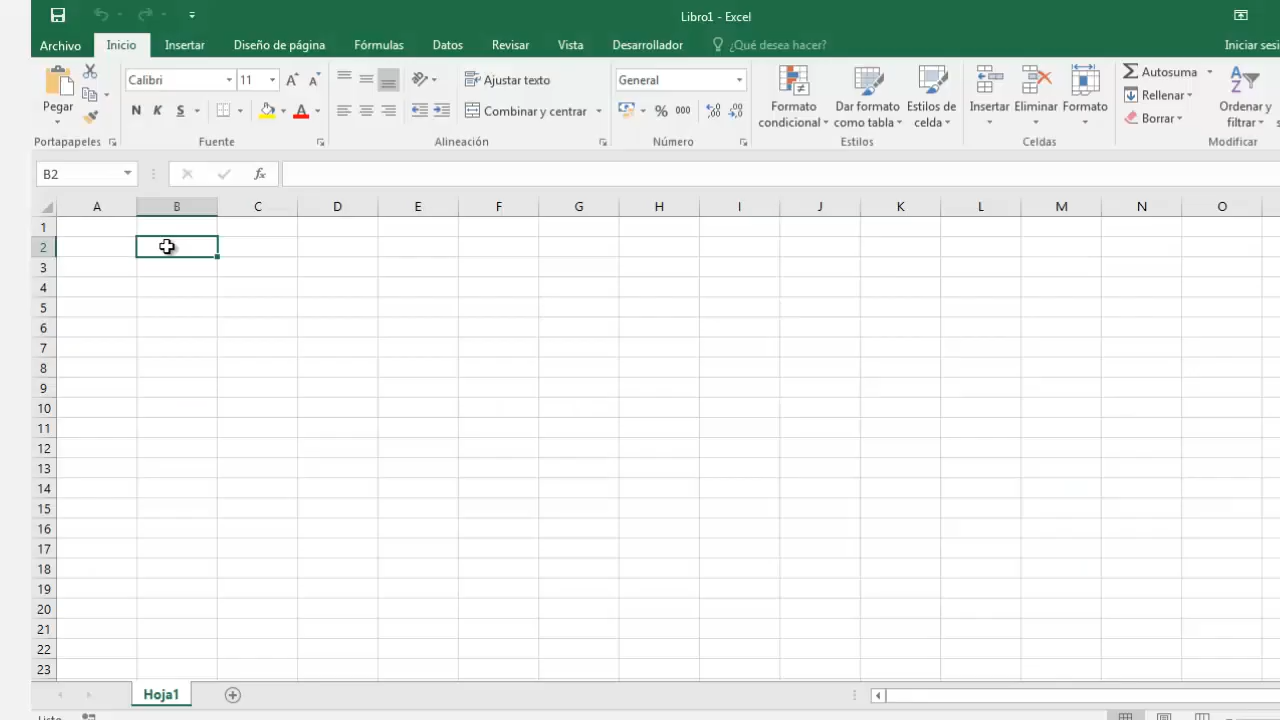 Libro1 - Excel
Archivo Inicio Insertar Diseño de página Fórmulas Datos Revisar Vista Desarrollador ¿Qué desea hacer? Iniciar sesi
Pegar
Calibri 11
N K S
Ajustar texto
Combinar y centrar
General
% 000
Formato condicional
Dar formato como tabla
Estilos de celda
Insertar Eliminar Formato
Autosuma
Rellenar
Borrar
Ordenar y filtrar
Portapapeles Fuente Alineación Número Estilos Celdas Modificar
B2 fx
A B C D E F G H I J K L M N O
1
2
3
4
5
6
7
8
9
10
11
12
13
14
15
16
17
18
19
20
21
22
23
Hoja1